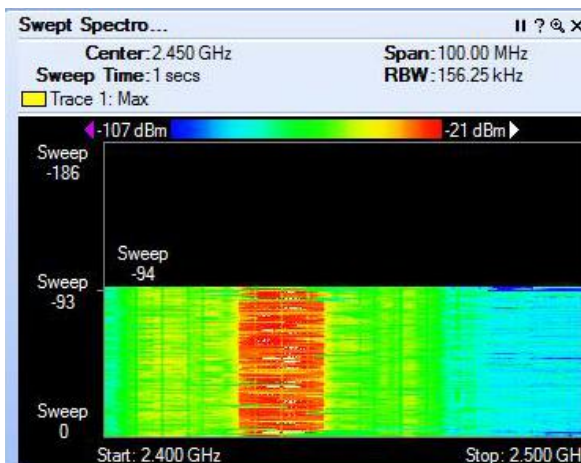 Swept Spectro...
Center: 2.450 GHz Span: 100.00 MHz
Sweep Time: 1 secs RBW: 156.25 kHz
Trace 1: Max
-107 dBm -21 dBm
Sweep
-186
Sweep
-94
Sweep
-93
Sweep
0
Start: 2.400 GHz Stop: 2.500 GH